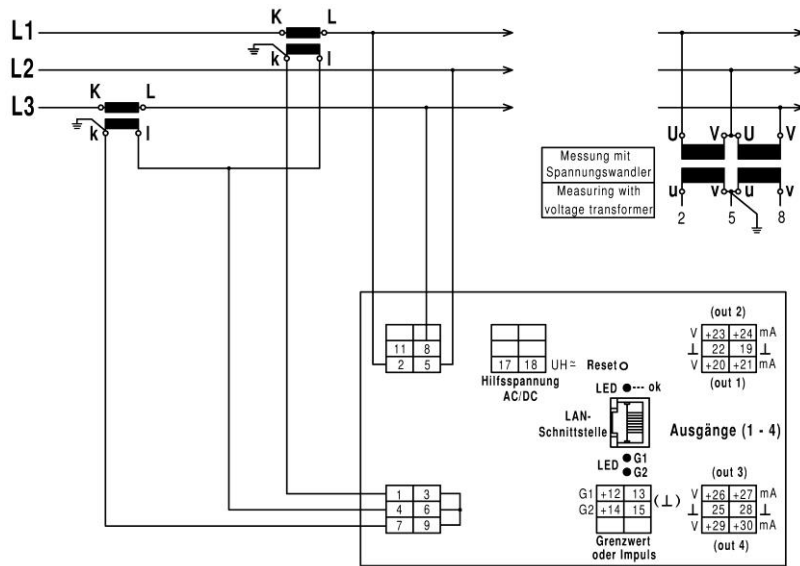 K L
L1
k l
L2
K L
L3
k l
U V U V
u v u v
2 5 8
Messung mit
Spannungswandler
Measuring with
voltage transformer
11 8
2 5
17 18 UH ≂
Hilfsspannung
AC/DC
Reset
LED --- ok
LAN-
Schnittstelle
LED G1
G2
(out 2)
V +23 +24 mA
⊥ 22 19 ⊥
V +20 +21 mA
(out 1)
Ausgänge (1 - 4)
1 3
4 6
7 9
G1 +12 13 (⊥)
G2 +14 15
Grenzwert
oder Impuls
(out 3)
V +26 +27 mA
⊥ 25 28 ⊥
V +29 +30 mA
(out 4)